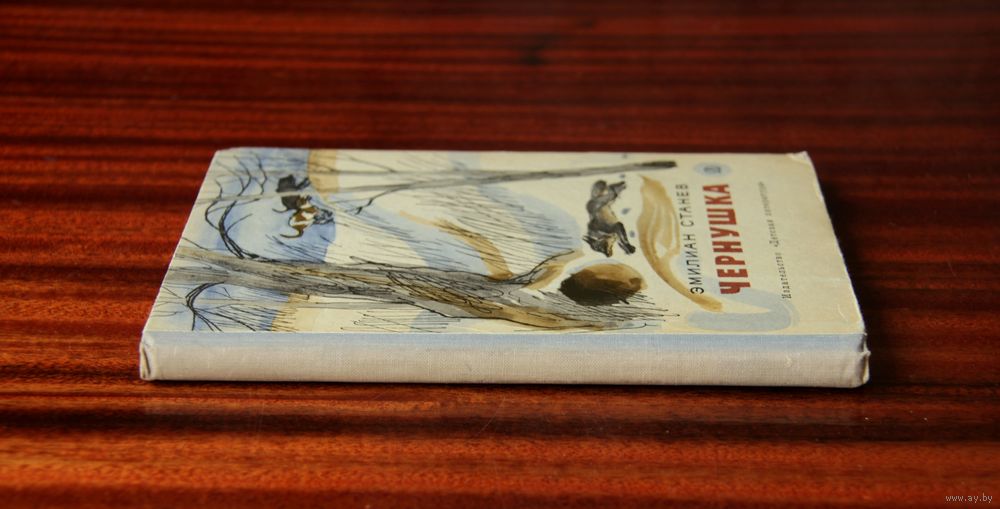 ЭМИЛИАН СТАНЕВ
ЧЕРНУШКА
Издательство «Детская литература»
www.ay.by